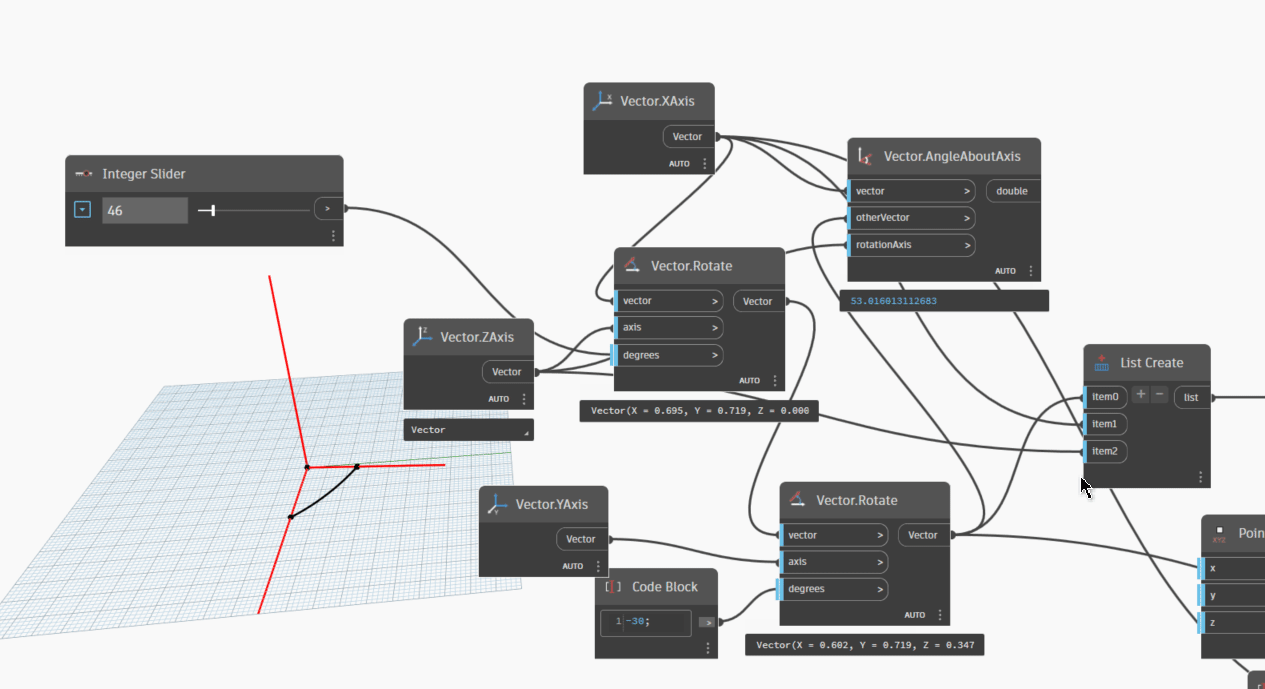 Vector.XAxis
Vector
AUTO
Integer Slider
46
>
Vector.AngleAboutAxis
vector >
double
otherVector >
rotationAxis >
AUTO
53.016013112683
Vector.Rotate
vector >
Vector
axis >
degrees >
AUTO
Vector(X = 0.695, Y = 0.719, Z = 0.000
Vector.ZAxis
Vector
AUTO
Vector
List Create
item0 + −
list
item1
item2
Vector.YAxis
Vector
AUTO
Vector.Rotate
vector >
Vector
axis >
degrees >
AUTO
Vector(X = 0.602, Y = 0.719, Z = 0.347
Code Block
1 -30;
>
Poin
XYZ
x
y
z